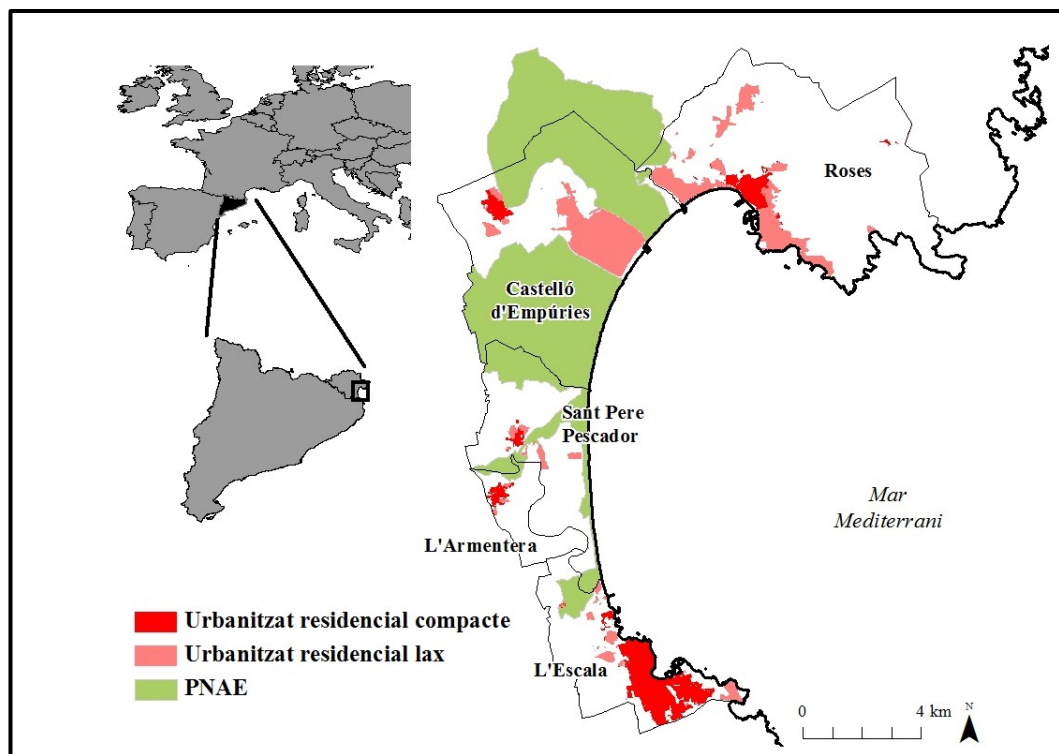 Roses
Castelló
d'Empúries
Sant Pere
Pescador
Mar
Mediterrani
L'Armentera
L'Escala
Urbanitzat residencial compacte
Urbanitzat residencial lax
PNAE
0 4 km
N